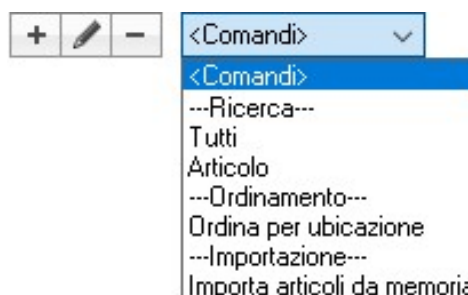 <Comandi>
<Comandi>
---Ricerca---
Tutti
Articolo
---Ordinamento---
Ordina per ubicazione
---Importazione---
Importa articoli da memoria